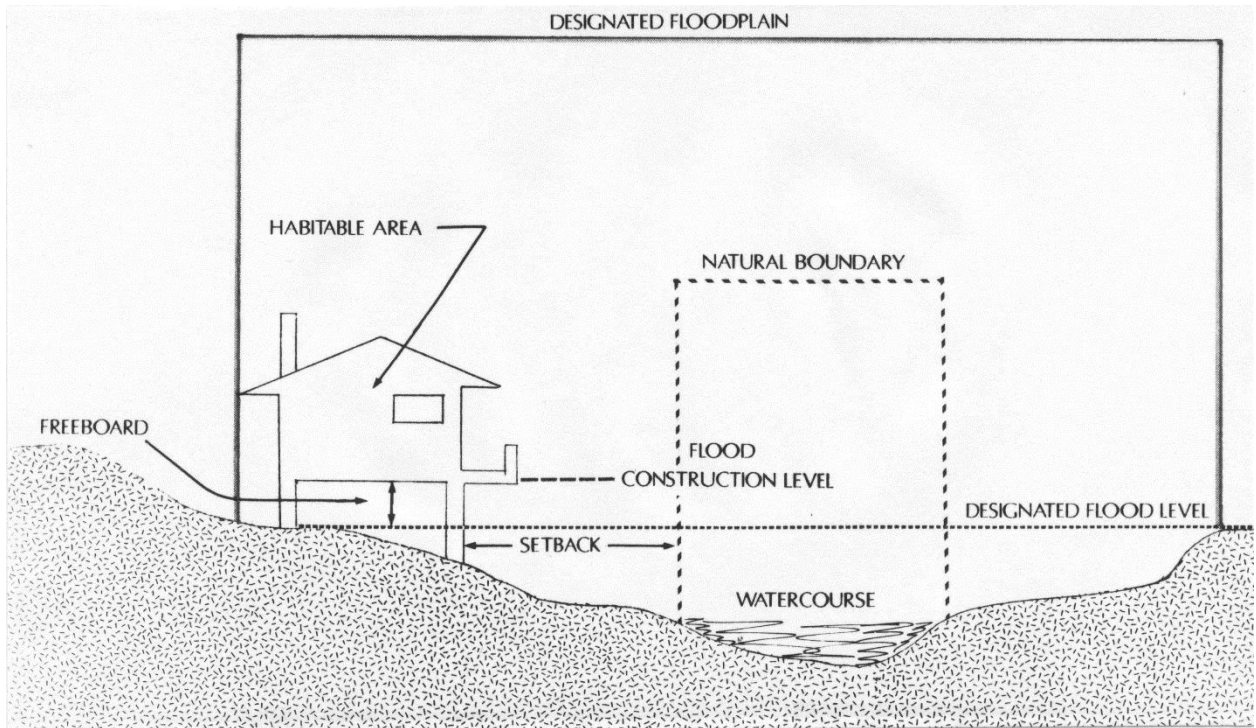 DESIGNATED FLOODPLAIN
HABITABLE AREA
NATURAL BOUNDARY
FREEBOARD
FLOOD
CONSTRUCTION LEVEL
DESIGNATED FLOOD LEVEL
SETBACK
WATERCOURSE